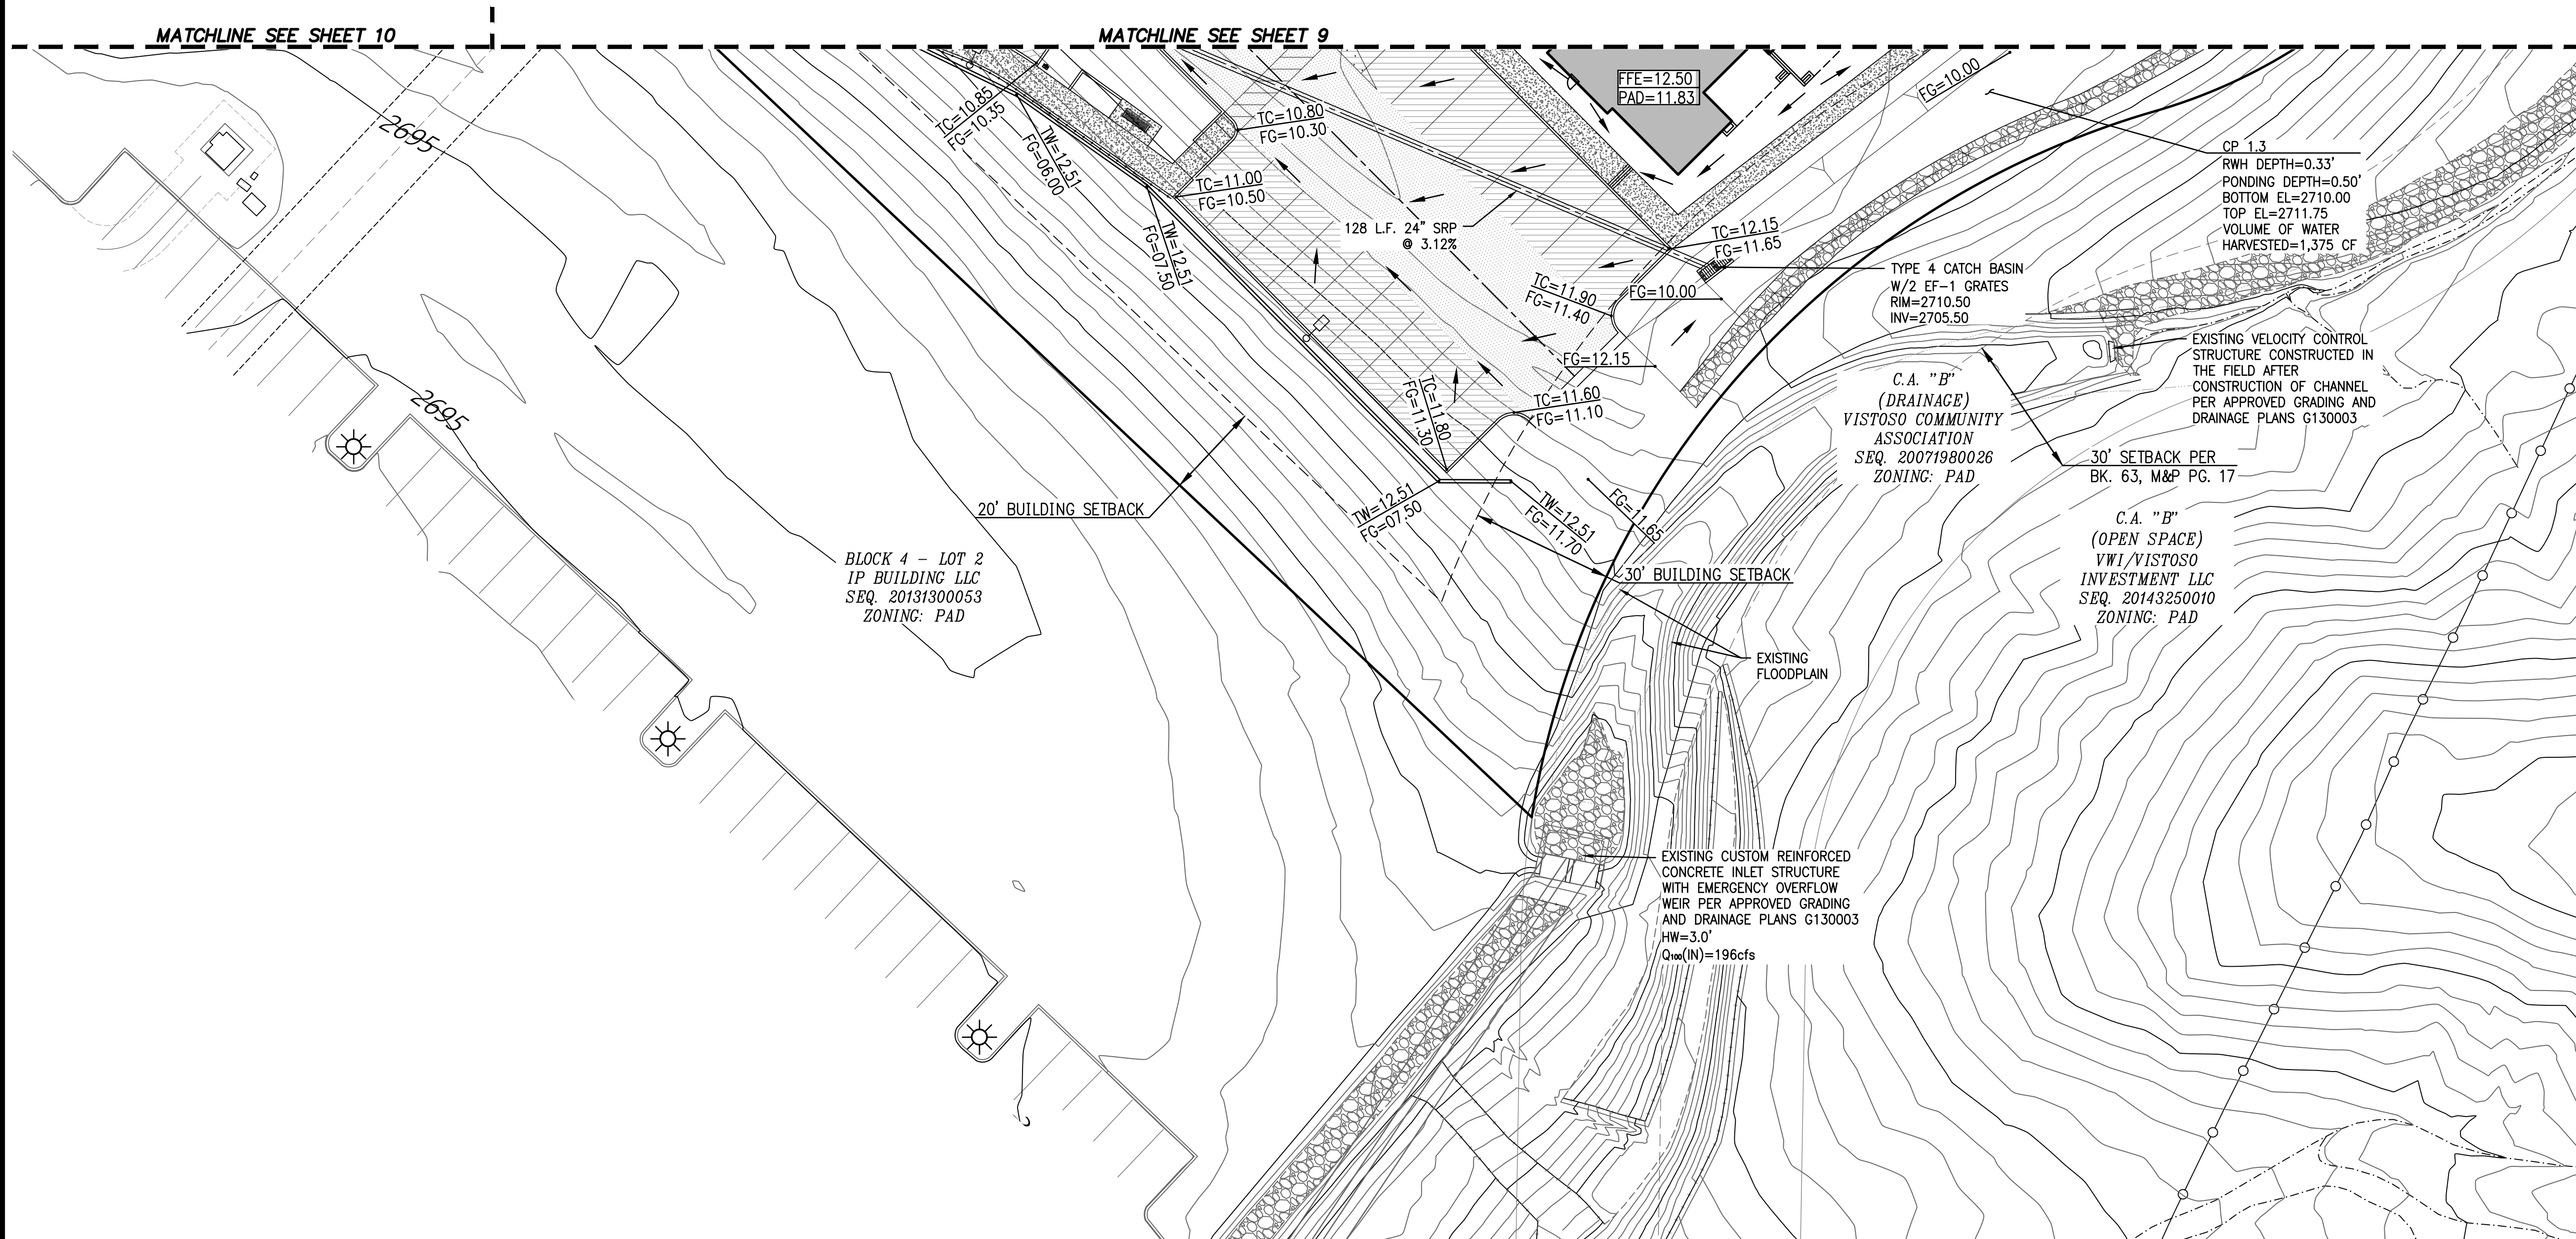 MATCHLINE SEE SHEET 10
MATCHLINE SEE SHEET 9
2695
2695
TC=10.85
FG=10.35
TW=12.51
FG=06.00
TC=10.80
FG=10.30
TC=11.00
FG=10.50
TW=12.51
FG=07.50
FFE=12.50
PAD=11.83
FG=10.00
128 L.F. 24" SRP
@ 3.12%
TC=12.15
FG=11.65
TC=11.90
FG=11.40
FG=10.00
FG=12.15
TC=11.80
FG=11.30
TC=11.60
FG=11.10
TW=12.51
FG=07.50
TW=12.51
FG=11.70
FG=11.65
CP 1.3
RWH DEPTH=0.33'
PONDING DEPTH=0.50'
BOTTOM EL=2710.00
TOP EL=2711.75
VOLUME OF WATER
HARVESTED=1,375 CF
TYPE 4 CATCH BASIN
W/2 EF-1 GRATES
RIM=2710.50
INV=2705.50
EXISTING VELOCITY CONTROL
STRUCTURE CONSTRUCTED IN
THE FIELD AFTER
CONSTRUCTION OF CHANNEL
PER APPROVED GRADING AND
DRAINAGE PLANS G130003
C.A. "B"
(DRAINAGE)
VISTOSO COMMUNITY
ASSOCIATION
SEQ. 20071980026
ZONING: PAD
30' SETBACK PER
BK. 63, M&P PG. 17
C.A. "B"
(OPEN SPACE)
VWI/VISTOSO
INVESTMENT LLC
SEQ. 20143250010
ZONING: PAD
20' BUILDING SETBACK
BLOCK 4 - LOT 2
IP BUILDING LLC
SEQ. 20131300053
ZONING: PAD
30' BUILDING SETBACK
EXISTING
FLOODPLAIN
EXISTING CUSTOM REINFORCED
CONCRETE INLET STRUCTURE
WITH EMERGENCY OVERFLOW
WEIR PER APPROVED GRADING
AND DRAINAGE PLANS G130003
HW=3.0'
Q100(IN)=196cfs